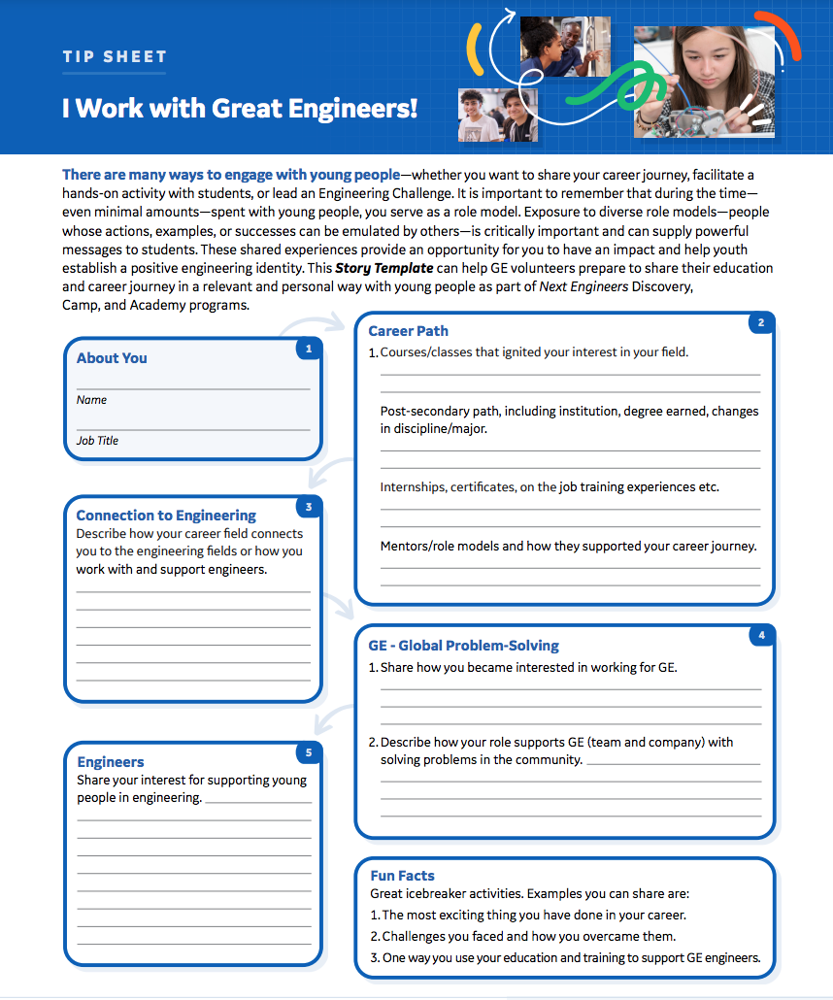 TIP SHEET
I Work with Great Engineers!
There are many ways to engage with young people—whether you want to share your career journey, facilitate a
hands-on activity with students, or lead an Engineering Challenge. It is important to remember that during the time—
even minimal amounts—spent with young people, you serve as a role model. Exposure to diverse role models—people
whose actions, examples, or successes can be emulated by others—is critically important and can supply powerful
messages to students. These shared experiences provide an opportunity for you to have an impact and help youth
establish a positive engineering identity. This Story Template can help GE volunteers prepare to share their education
and career journey in a relevant and personal way with young people as part of Next Engineers Discovery,
Camp, and Academy programs.
1
About You
Name
Job Title
2
Career Path
1. Courses/classes that ignited your interest in your field.
Post-secondary path, including institution, degree earned, changes
in discipline/major.
Internships, certificates, on the job training experiences etc.
Mentors/role models and how they supported your career journey.
3
Connection to Engineering
Describe how your career field connects
you to the engineering fields or how you
work with and support engineers.
4
GE - Global Problem-Solving
1. Share how you became interested in working for GE.
2. Describe how your role supports GE (team and company) with
solving problems in the community.
5
Engineers
Share your interest for supporting young
people in engineering.
Fun Facts
Great icebreaker activities. Examples you can share are:
1. The most exciting thing you have done in your career.
2. Challenges you faced and how you overcame them.
3. One way you use your education and training to support GE engineers.